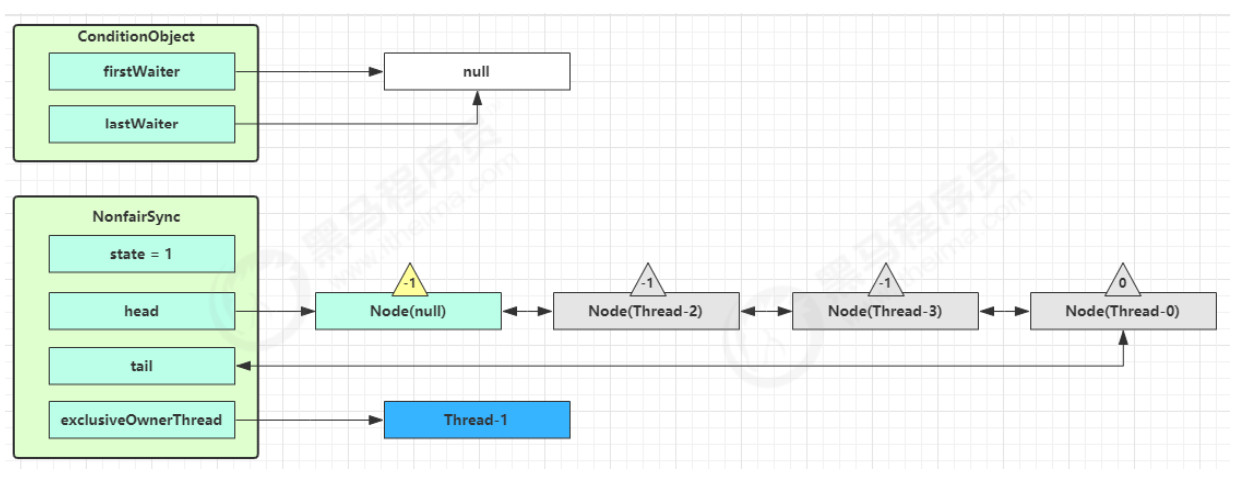 ConditionObject
firstWaiter
null
lastWaiter
NonfairSync
state = 1
head
-1
-1
-1
0
Node(null)
Node(Thread-2)
Node(Thread-3)
Node(Thread-0)
tail
exclusiveOwnerThread
Thread-1
黑马程序员
www.itheima.com
黑马程序员
www.itheima.com